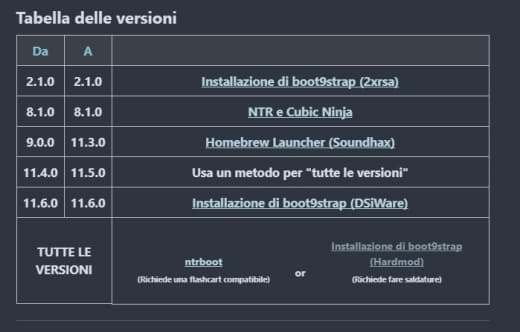 Tabella delle versioni
Da A
2.1.0 2.1.0 Installazione di boot9strap (2xrsa)
8.1.0 8.1.0 NTR e Cubic Ninja
9.0.0 11.3.0 Homebrew Launcher (Soundhax)
11.4.0 11.5.0 Usa un metodo per "tutte le versioni"
11.6.0 11.6.0 Installazione di boot9strap (DSiWare)
TUTTE LE
VERSIONI
ntrboot
(Richiede una flashcart compatibile)
or
Installazione di boot9strap
(Hardmod)
(Richiede fare saldature)